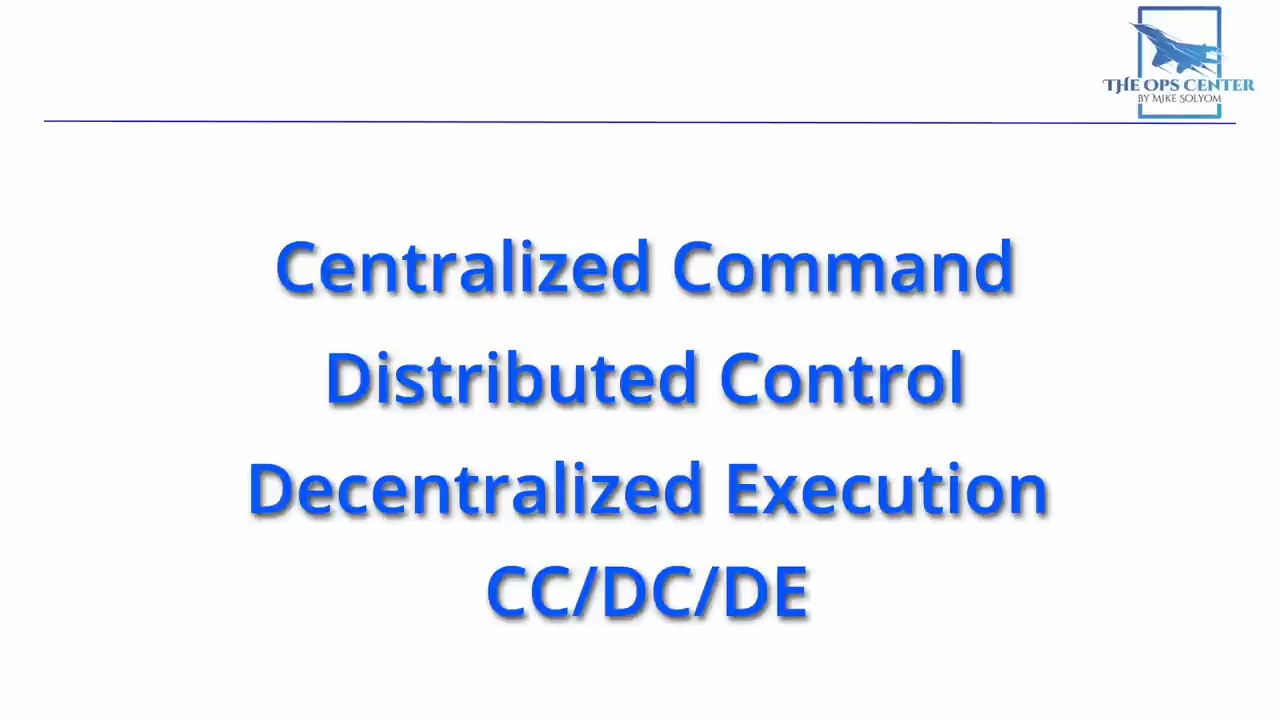 THE OPS CENTER
BY MIKE SOLYOM
Centralized Command
Distributed Control
Decentralized Execution
CC/DC/DE